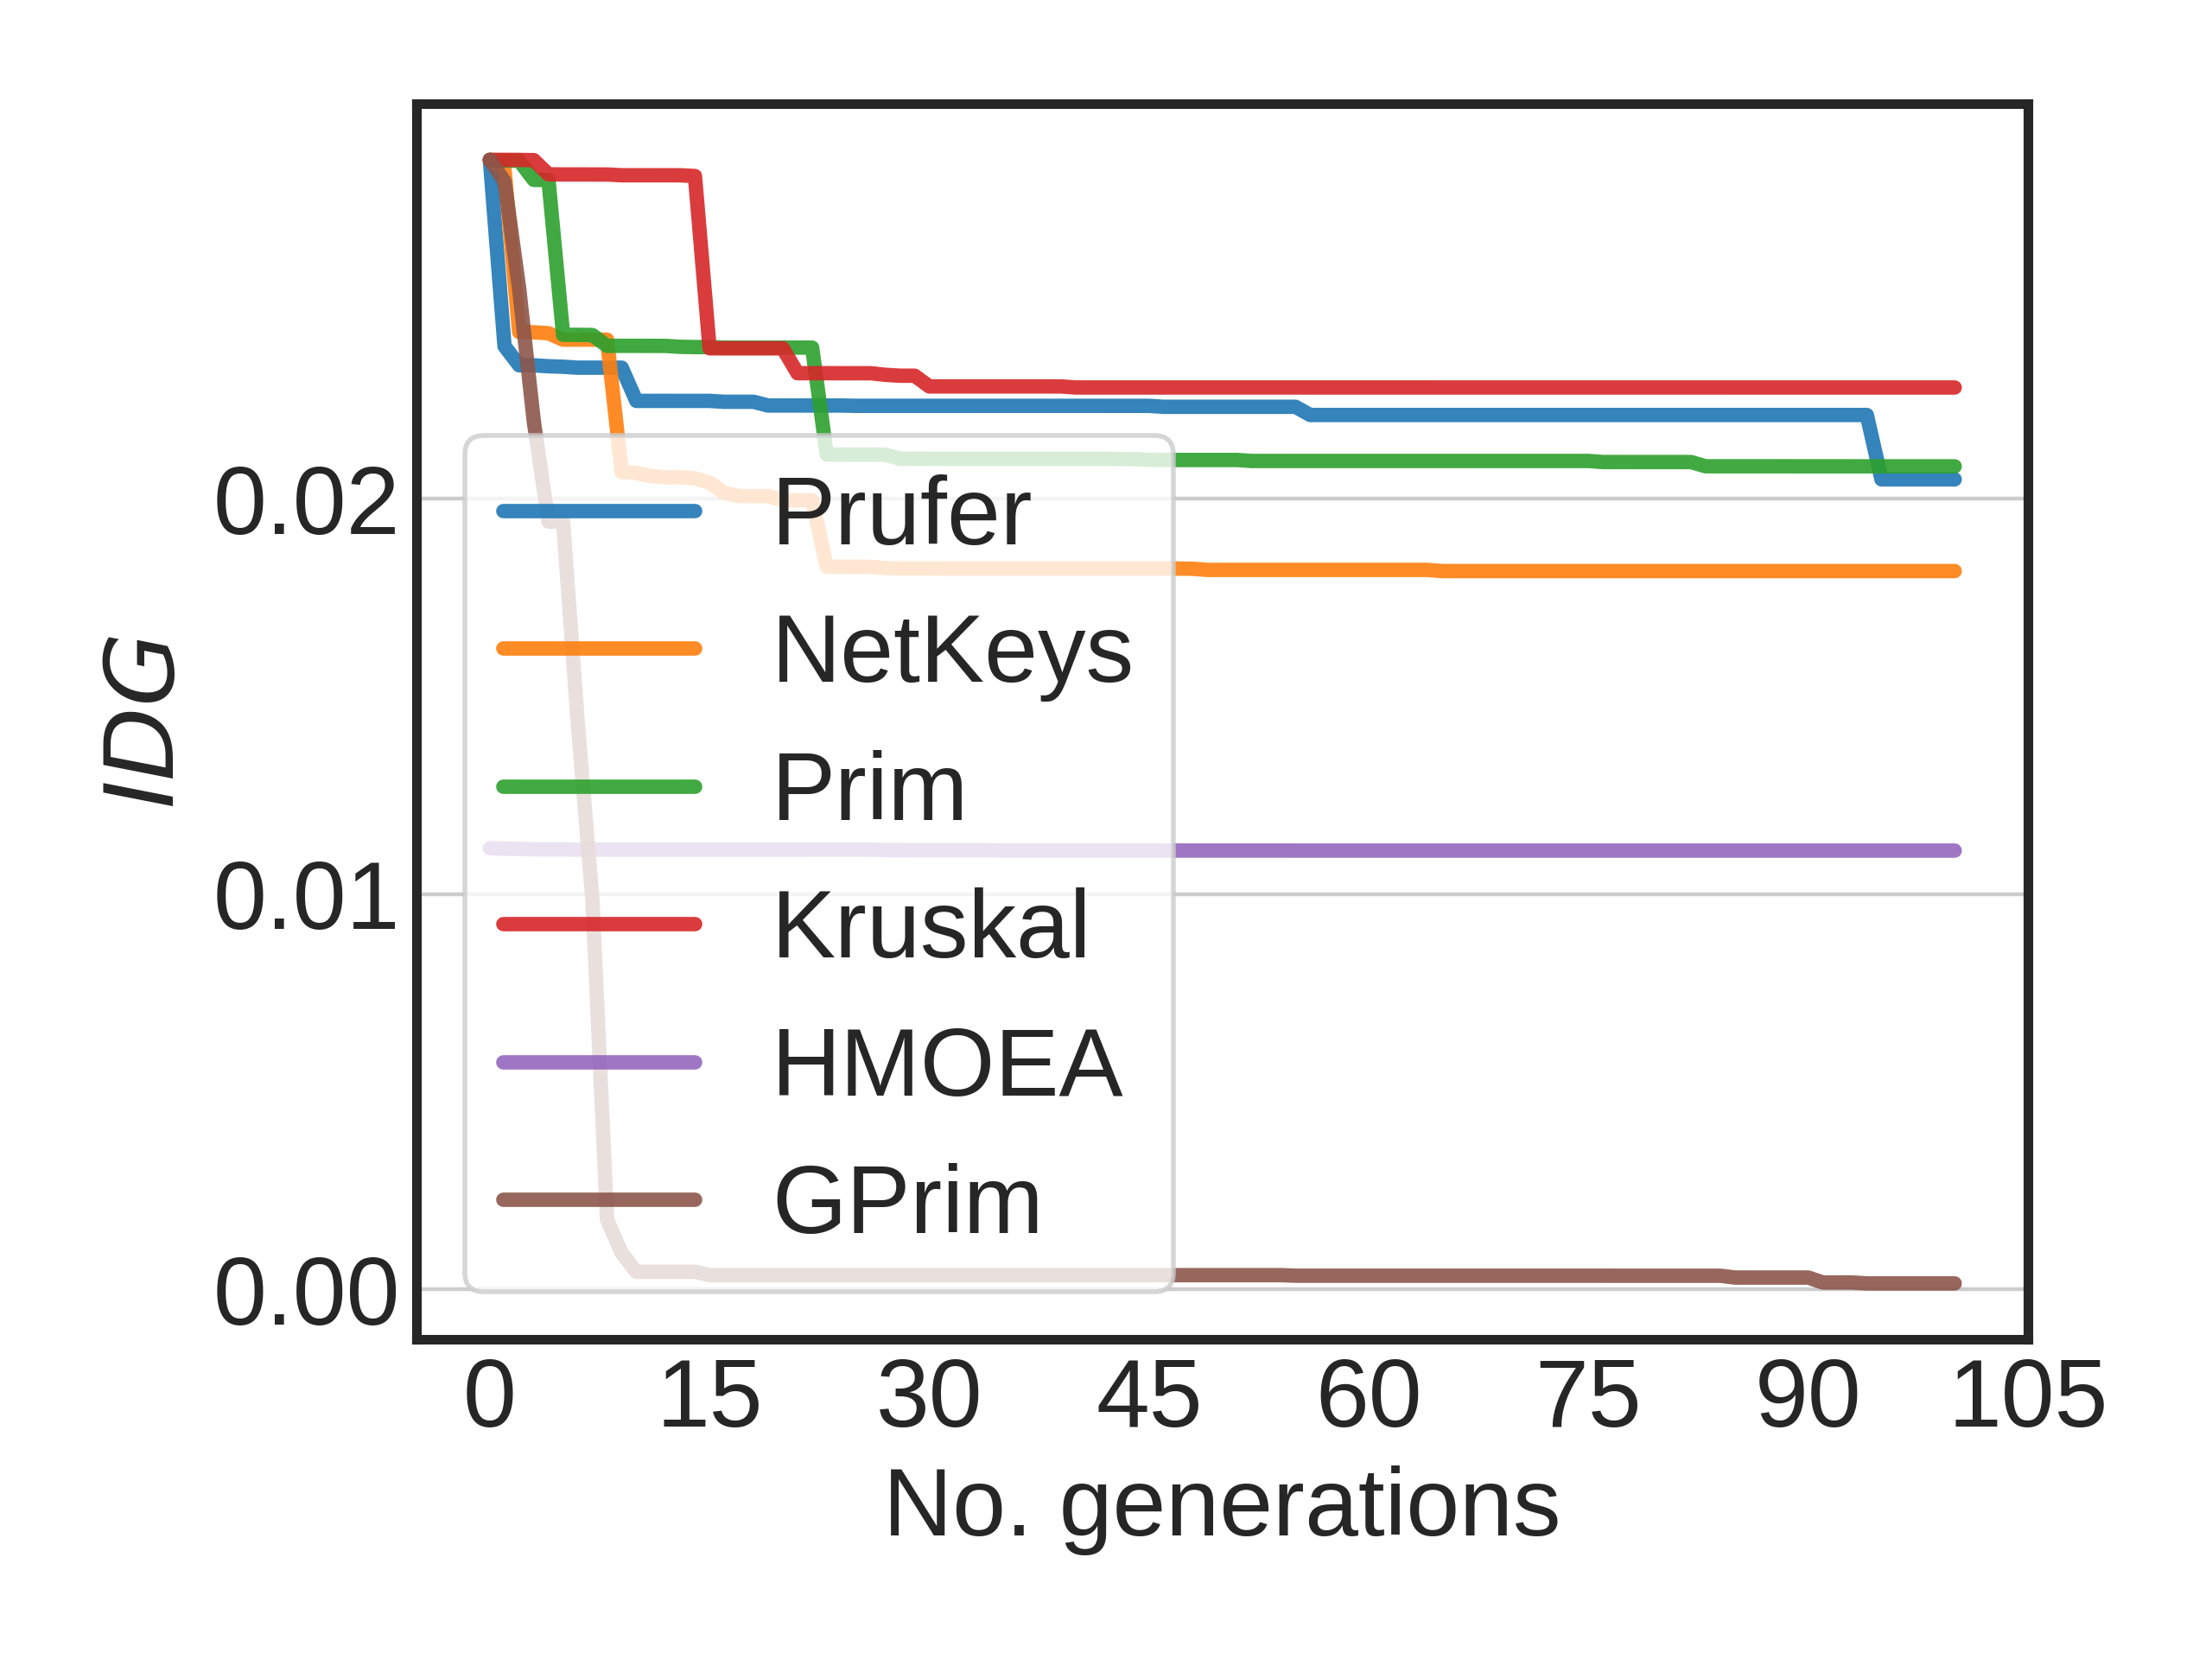 0.02
0.01
0.00
IDG
Prufer
NetKeys
Prim
Kruskal
HMOEA
GPrim
0 15 30 45 60 75 90 105
No. generations